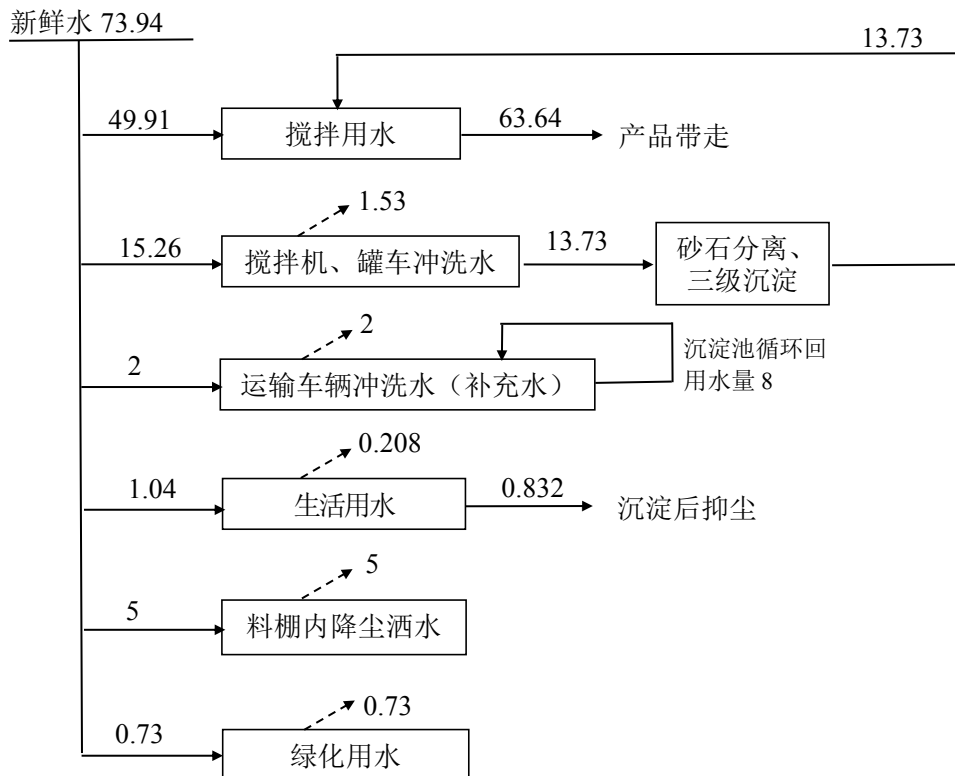 新鲜水 73.94
13.73
49.91
搅拌用水
63.64
产品带走
1.53
15.26
搅拌机、罐车冲洗水
13.73
砂石分离、
三级沉淀
2
2
运输车辆冲洗水（补充水）
沉淀池循环回
用水量 8
0.208
1.04
生活用水
0.832
沉淀后抑尘
5
5
料棚内降尘洒水
0.73
0.73
绿化用水